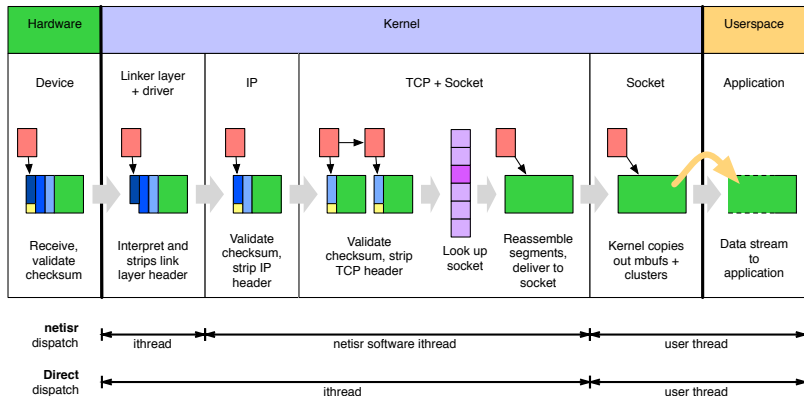 Hardware
Kernel
Userspace
Device
Linker layer
+ driver
IP
TCP + Socket
Socket
Application
Receive,
validate
checksum
Interpret and
strips link
layer header
Validate
checksum,
strip IP
header
Validate
checksum, strip
TCP header
Look up
socket
Reassemble
segments,
deliver to
socket
Kernel copies
out mbufs +
clusters
Data stream
to
application
netisr
dispatch
ithread
netisr software ithread
user thread
Direct
dispatch
ithread
user thread